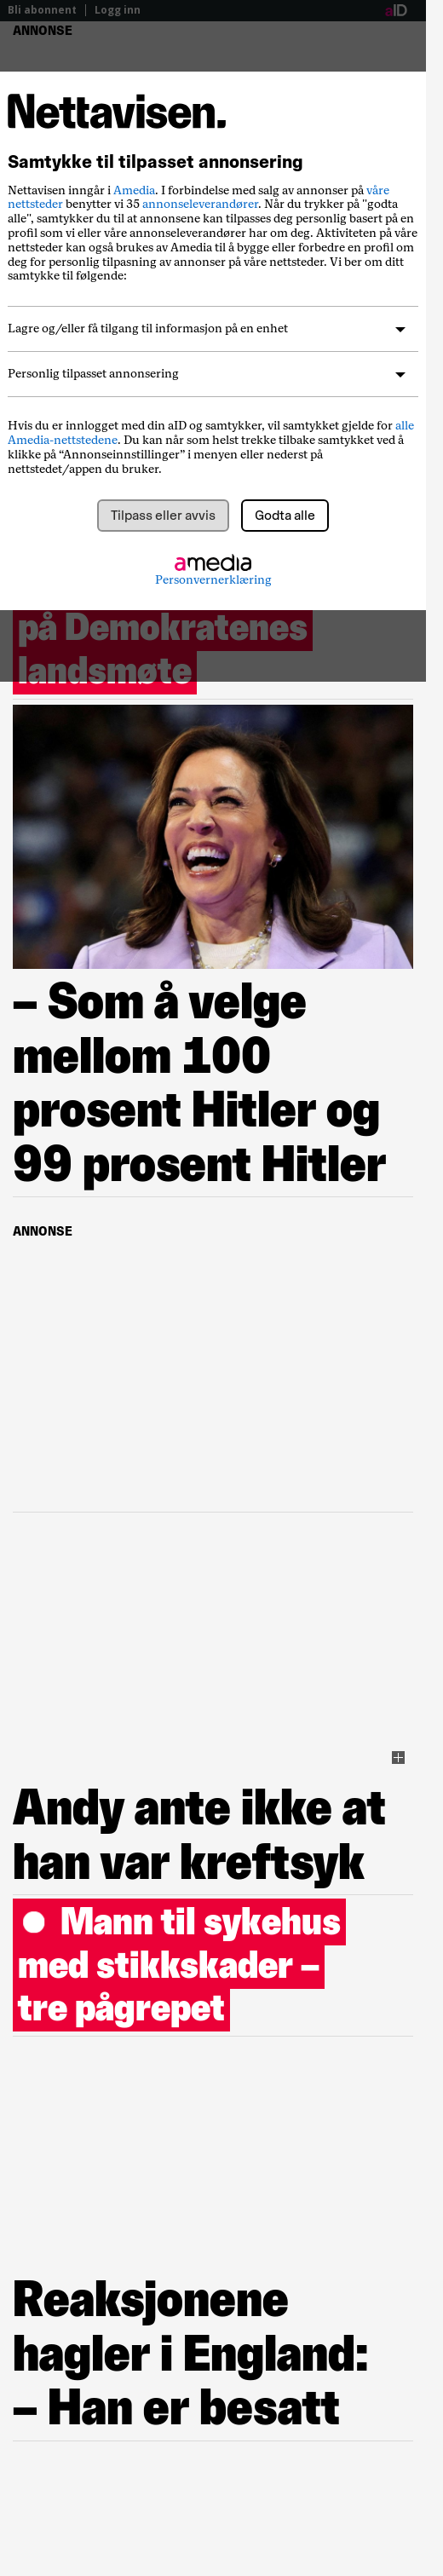 Bli abonnent | Logg inn
aID
ANNONSE
Nettavisen.
Samtykke til tilpasset annonsering
Nettavisen inngår i Amedia. I forbindelse med salg av annonser på våre
nettsteder benytter vi 35 annonseleverandører. Når du trykker på "godta
alle", samtykker du til at annonsene kan tilpasses deg personlig basert på en
profil som vi eller våre annonseleverandører har om deg. Aktiviteten på våre
nettsteder kan også brukes av Amedia til å bygge eller forbedre en profil om
deg for personlig tilpasning av annonser på våre nettsteder. Vi ber om ditt
samtykke til følgende:
Lagre og/eller få tilgang til informasjon på en enhet
Personlig tilpasset annonsering
Hvis du er innlogget med din aID og samtykker, vil samtykket gjelde for alle
Amedia-nettstedene. Du kan når som helst trekke tilbake samtykket ved å
klikke på “Annonseinnstillinger” i menyen eller nederst på
nettstedet/appen du bruker.
Tilpass eller avvis
Godta alle
amedia
Personvernerklæring
på Demokratenes
landsmøte
– Som å velge
mellom 100
prosent Hitler og
99 prosent Hitler
ANNONSE
Andy ante ikke at
han var kreftsyk
Mann til sykehus
med stikkskader –
tre pågrepet
Reaksjonene
hagler i England:
– Han er besatt